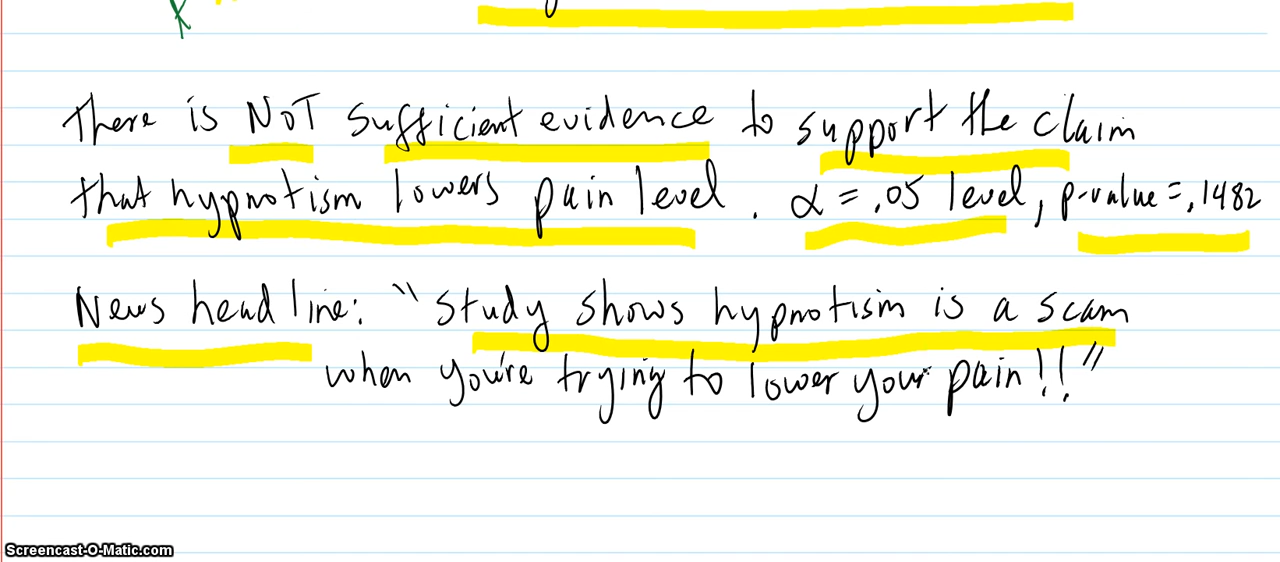 There is NOT sufficient evidence to support the claim
that hypnotism lowers pain level. α = .05 level, p-value = .1482
News headline: "Study shows hypnotism is a scam
when you're trying to lower your pain!!"
Screencast-O-Matic.com